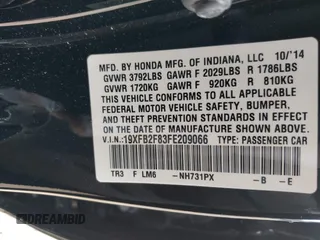 MFD. BY HONDA MFG. OF INDIANA, LLC 10/'14
GVWR 3792LBS GAWR F 2029LBS R 1786LBS
GVWR 1720KG GAWR F 920KG R 810KG
THIS VEHICLE CONFORMS TO ALL APPLICABLE
FEDERAL MOTOR VEHICLE SAFETY, BUMPER,
AND THEFT PREVENTION STANDARDS IN EFFECT
ON THE DATE OF MANUFACTURE SHOWN ABOVE.
V.I.N.: 19XFB2F83FE209066 TYPE: PASSENGER CAR
TR3 F LM6 -NH731PX -B -E
DREAMBID